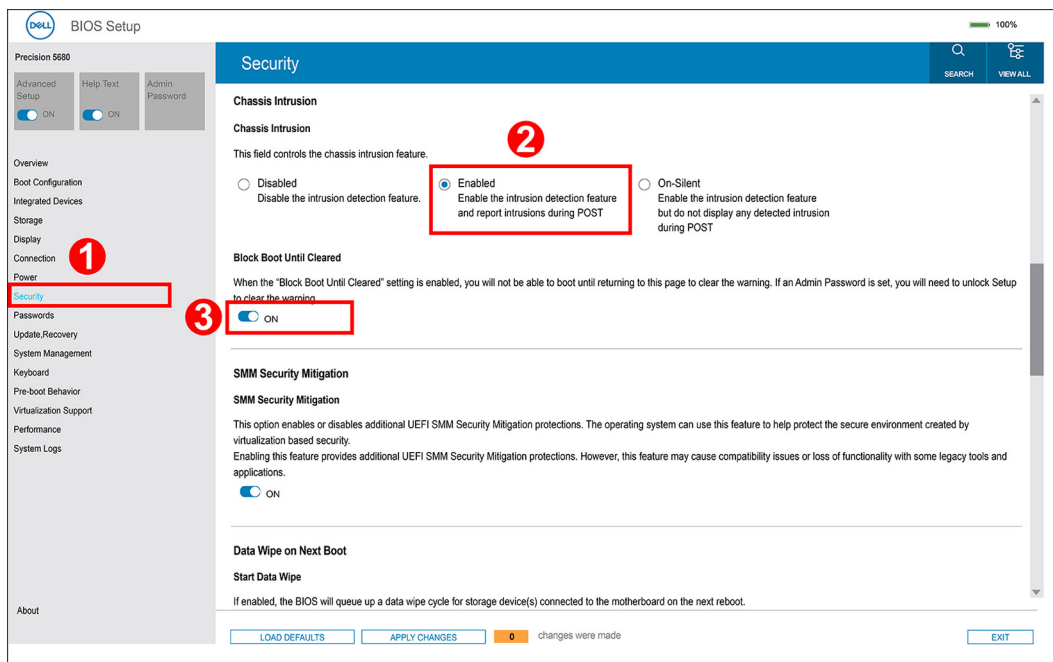 DELL
BIOS Setup
100%
Precision 5680
Advanced Setup
ON
Help Text
ON
Admin Password
Overview
Boot Configuration
Integrated Devices
Storage
Display
Connection
1
Power
Security
Passwords
Update,Recovery
System Management
Keyboard
Pre-boot Behavior
Virtualization Support
Performance
System Logs
About
Security
SEARCH
VIEW ALL
Chassis Intrusion
Chassis Intrusion
This field controls the chassis intrusion feature.
2
Disabled
Disable the intrusion detection feature.
Enabled
Enable the intrusion detection feature
and report intrusions during POST
On-Silent
Enable the intrusion detection feature
but do not display any detected intrusion
during POST
Block Boot Until Cleared
When the "Block Boot Until Cleared" setting is enabled, you will not be able to boot until returning to this page to clear the warning. If an Admin Password is set, you will need to unlock Setup
to clear the warning.
3
ON
SMM Security Mitigation
SMM Security Mitigation
This option enables or disables additional UEFI SMM Security Mitigation protections. The operating system can use this feature to help protect the secure environment created by
virtualization based security.
Enabling this feature provides additional UEFI SMM Security Mitigation protections. However, this feature may cause compatibility issues or loss of functionality with some legacy tools and
applications.
ON
Data Wipe on Next Boot
Start Data Wipe
If enabled, the BIOS will queue up a data wipe cycle for storage device(s) connected to the motherboard on the next reboot.
LOAD DEFAULTS
APPLY CHANGES
0
changes were made
EXIT